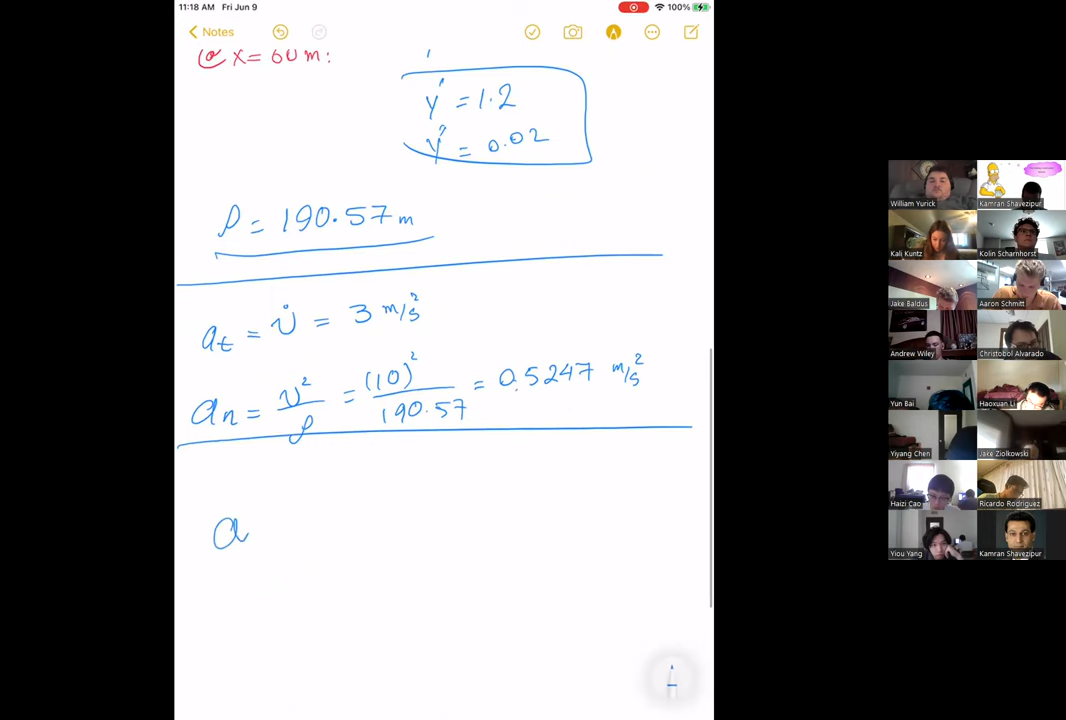 11:18 AM Fri Jun 9
100%
Notes
@ x = 60 m:
y' = 1.2
y'' = 0.02
ρ = 190.57 m
a_t = v̇ = 3 m/s²
a_n = v²/ρ = (10)²/190.57 = 0.5247 m/s²
a
William Yurick
Kamran Shavezipur
Kali Kuntz
Kolin Scharnhorst
Jake Baldus
Aaron Schmitt
Andrew Wiley
Christobol Alvarado
Yun Bai
Haoxuan Li
Yiyang Chen
Jake Ziolkowski
Haizi Cao
Ricardo Rodriguez
Yiou Yang
Kamran Shavezipur